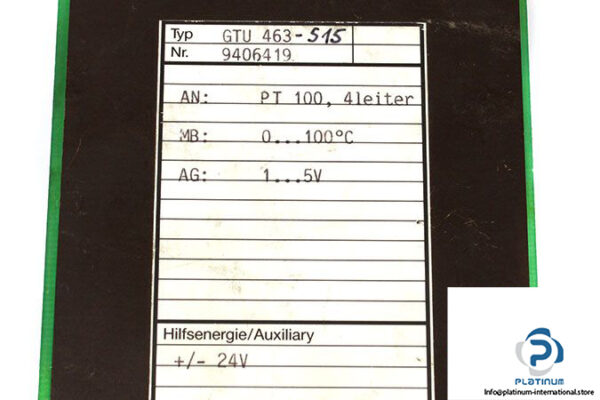 Typ GTU 463-515
Nr. 9406419
AN: PT 100, 4leiter
MB: 0...100°C
AG: 1...5V
Hilfsenergie/Auxiliary
+/- 24V
PLATINUM
Info@platinum-international.store